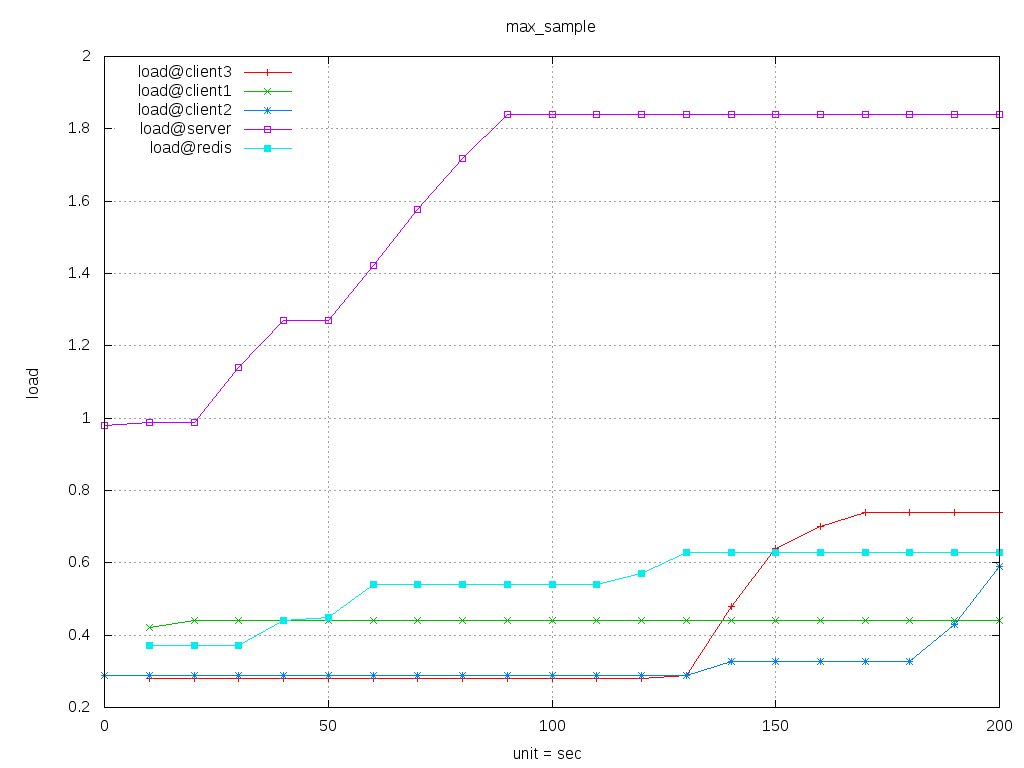 max_sample
load@client3
load@client1
load@client2
load@server
load@redis
2
1.8
1.6
1.4
1.2
1
0.8
0.6
0.4
0.2
load
0 50 100 150 200
unit = sec